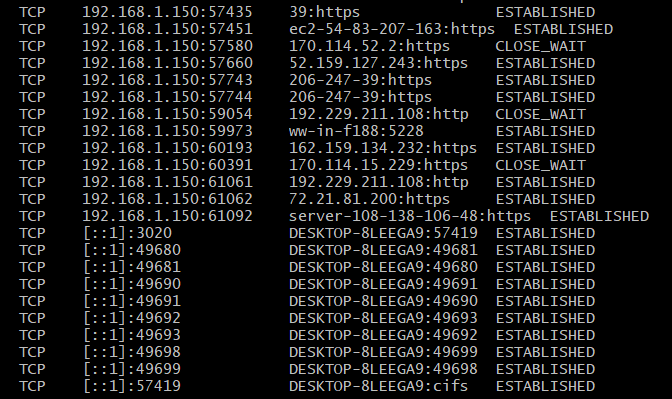 TCP 192.168.1.150:57435 39:https ESTABLISHED
TCP 192.168.1.150:57451 ec2-54-83-207-163:https ESTABLISHED
TCP 192.168.1.150:57580 170.114.52.2:https CLOSE_WAIT
TCP 192.168.1.150:57660 52.159.127.243:https ESTABLISHED
TCP 192.168.1.150:57743 206-247-39:https ESTABLISHED
TCP 192.168.1.150:57744 206-247-39:https ESTABLISHED
TCP 192.168.1.150:59054 192.229.211.108:http CLOSE_WAIT
TCP 192.168.1.150:59973 ww-in-f188:5228 ESTABLISHED
TCP 192.168.1.150:60193 162.159.134.232:https ESTABLISHED
TCP 192.168.1.150:60391 170.114.15.229:https CLOSE_WAIT
TCP 192.168.1.150:61061 192.229.211.108:http ESTABLISHED
TCP 192.168.1.150:61062 72.21.81.200:https ESTABLISHED
TCP 192.168.1.150:61092 server-108-138-106-48:https ESTABLISHED
TCP [::1]:3020 DESKTOP-8LEEGA9:57419 ESTABLISHED
TCP [::1]:49680 DESKTOP-8LEEGA9:49681 ESTABLISHED
TCP [::1]:49681 DESKTOP-8LEEGA9:49680 ESTABLISHED
TCP [::1]:49690 DESKTOP-8LEEGA9:49691 ESTABLISHED
TCP [::1]:49691 DESKTOP-8LEEGA9:49690 ESTABLISHED
TCP [::1]:49692 DESKTOP-8LEEGA9:49693 ESTABLISHED
TCP [::1]:49693 DESKTOP-8LEEGA9:49692 ESTABLISHED
TCP [::1]:49698 DESKTOP-8LEEGA9:49699 ESTABLISHED
TCP [::1]:49699 DESKTOP-8LEEGA9:49698 ESTABLISHED
TCP [::1]:57419 DESKTOP-8LEEGA9:cifs ESTABLISHED